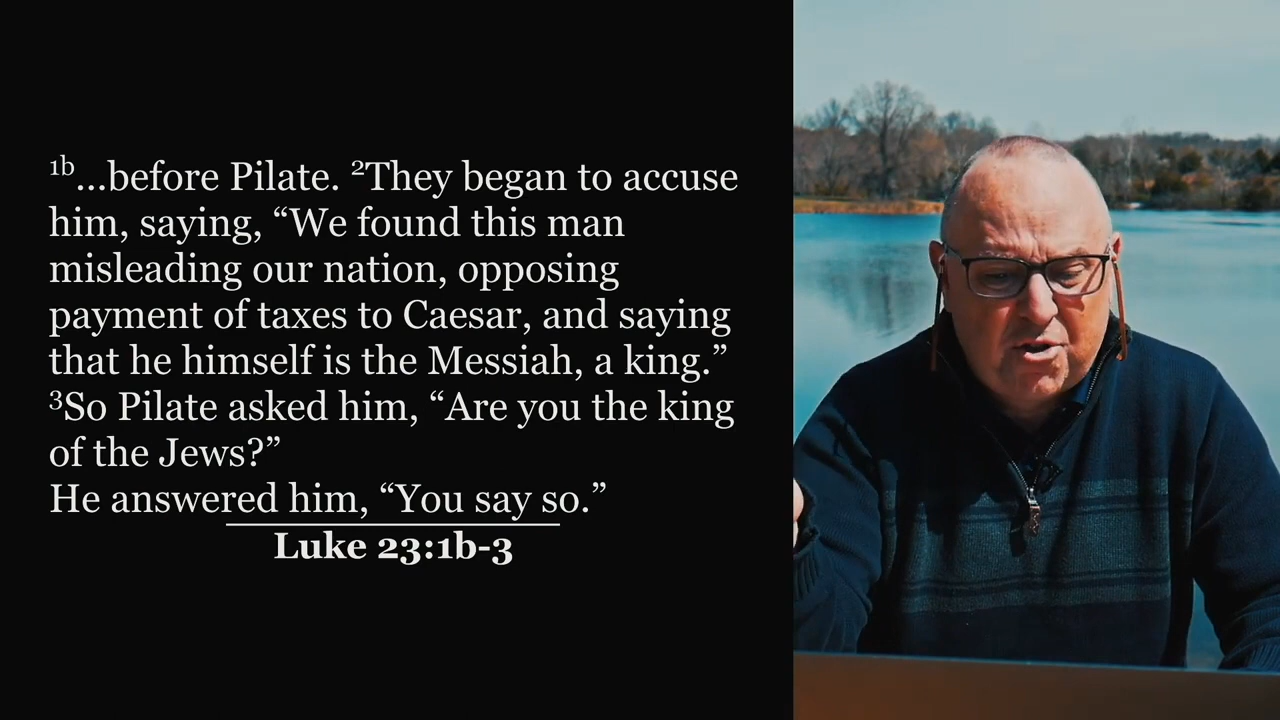 1b...before Pilate. 2They began to accuse
him, saying, “We found this man
misleading our nation, opposing
payment of taxes to Caesar, and saying
that he himself is the Messiah, a king.”
3So Pilate asked him, “Are you the king
of the Jews?”
He answered him, “You say so.”
Luke 23:1b-3